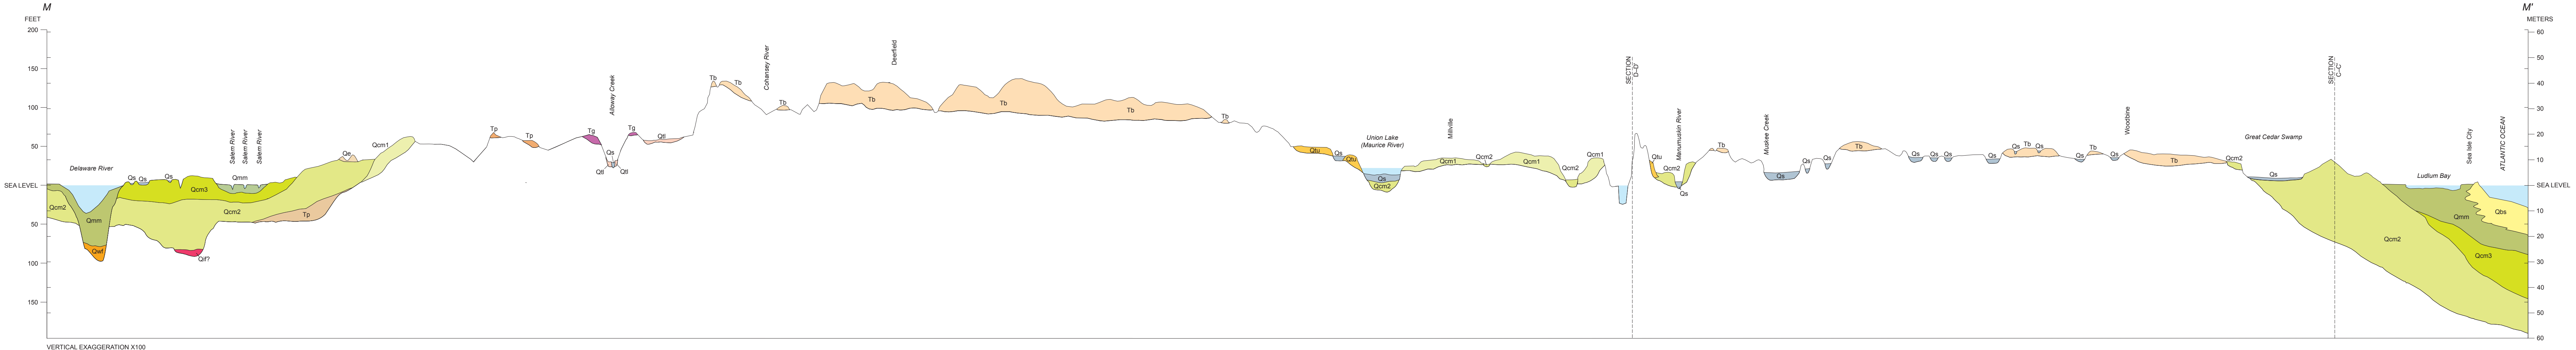 M
M'
FEET
METERS
200
150
100
50
SEA LEVEL
50
100
150
60
50
40
30
20
10
SEA LEVEL
10
20
30
40
50
60
Delaware River
Salem River
Salem River
Salem River
Alloway Creek
Cohansey River
Deerfield
Union Lake
(Maurice River)
Millville
SECTION
D–D'
Manumuskin River
Muskee Creek
Woodbine
Great Cedar Swamp
SECTION
C–C'
Ludlum Bay
Sea Isle City
ATLANTIC OCEAN
Qcm2
Qmm
Qwf
Qs
Qs
Qs
Qcm3
Qmm
Qcm2
Qif?
Tp
Qe
Qcm1
Tp
Tp
Tg
Qs
Qtl
Qtl
Tg
Qtl
Tb
Tb
Tb
Tb
Tb
Tb
Tb
Qtu
Qs
Qtu
Qs
Qcm2
Qcm1
Qcm2
Qcm1
Qcm2
Qcm1
Qtu
Qcm2
Qs
Tb
Qs
Qs
Qs
Tb
Qs
Qs
Qs
Qs
Qs
Tb
Qs
Qs
Tb
Qs
Tb
Qcm2
Qs
Qcm2
Qmm
Qbs
Qcm3
VERTICAL EXAGGERATION X100